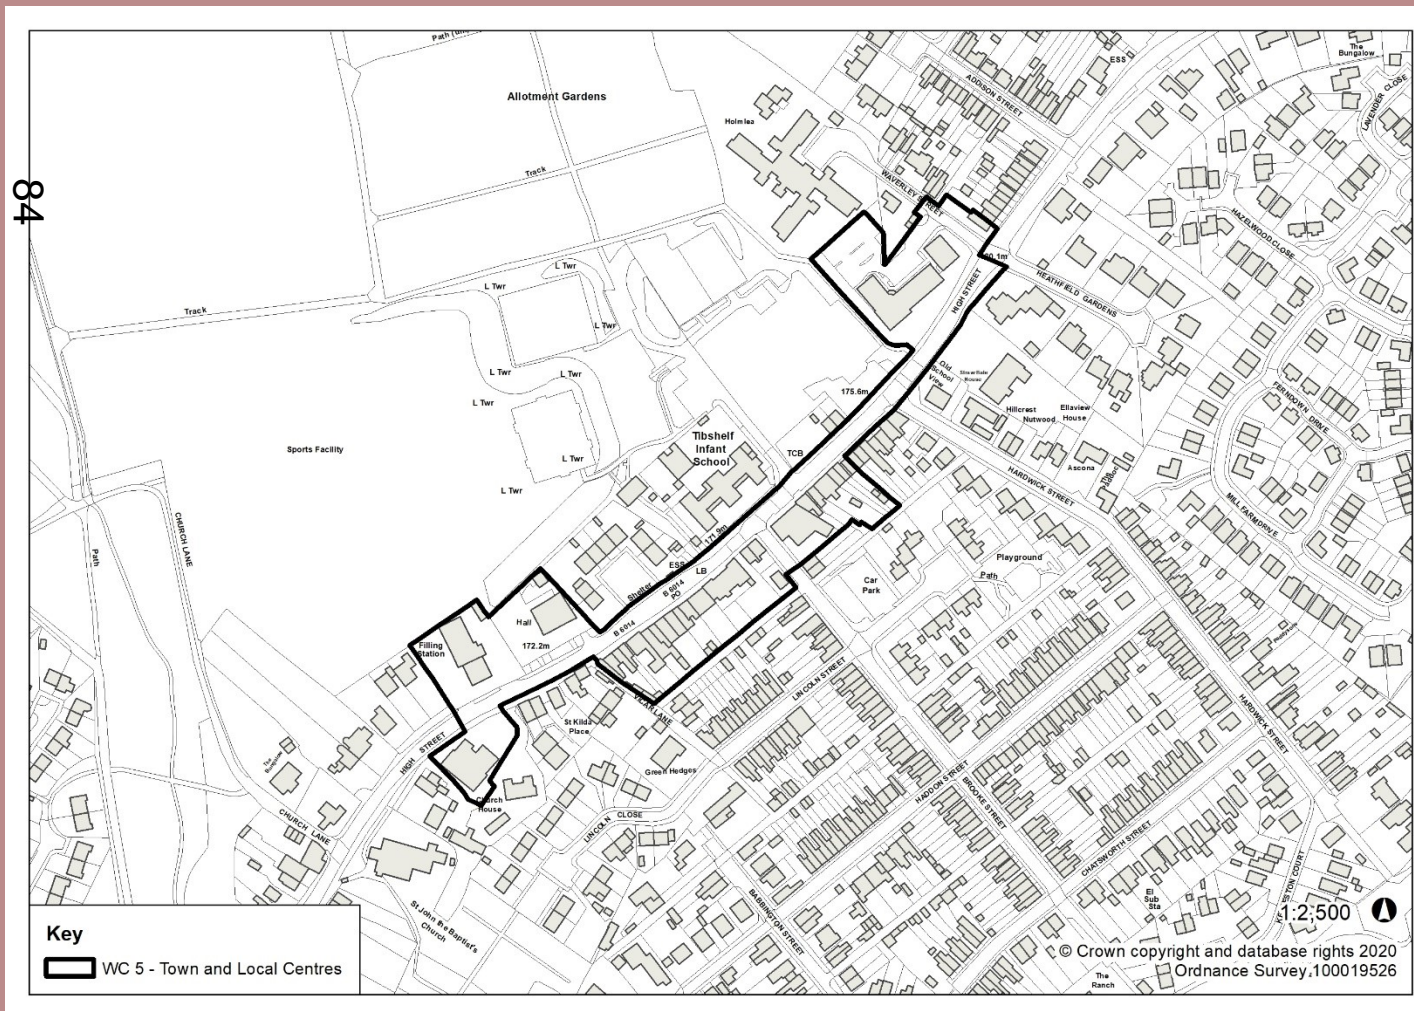 84
Allotment Gardens
Holmlea
Track
Track
L Twr
L Twr
L Twr
L Twr
L Twr
L Twr
L Twr
L Twr
Sports Facility
Path
CHURCH LANE
ADDISON STREET
ESS
The
Bungalow
LAVENDER CLOSE
WAVERLEY STREET
HAZELWOOD CLOSE
HEATHFIELD GARDENS
HIGH STREET
Old
School
View
175.6m
Hillcrest
Nutwood
Ellaview
House
Ascona
FERNDOWN DRIVE
MILL FARM DRIVE
HARDWICK STREET
Tibshelf
Infant
School
TCB
171.9m
ESS
LB
Shelter
B 6014
PO
B 6014
Hall
172.2m
Filling
Station
Car
Park
Playground
Path
HIGH STREET
St Kilda
Place
VICAR LANE
LINCOLN STREET
Green Hedges
Church
House
The
Bungalow
CHURCH LANE
LINCOLN CLOSE
HADDON STREET
BROOKE STREET
HARDWICK STREET
CHATSWORTH STREET
BABBINGTON STREET
St John the Baptist's
Church
El
Sub
Sta
The
Ranch
Key
WC 5 - Town and Local Centres
1:2,500
© Crown copyright and database rights 2020
Ordnance Survey 100019526